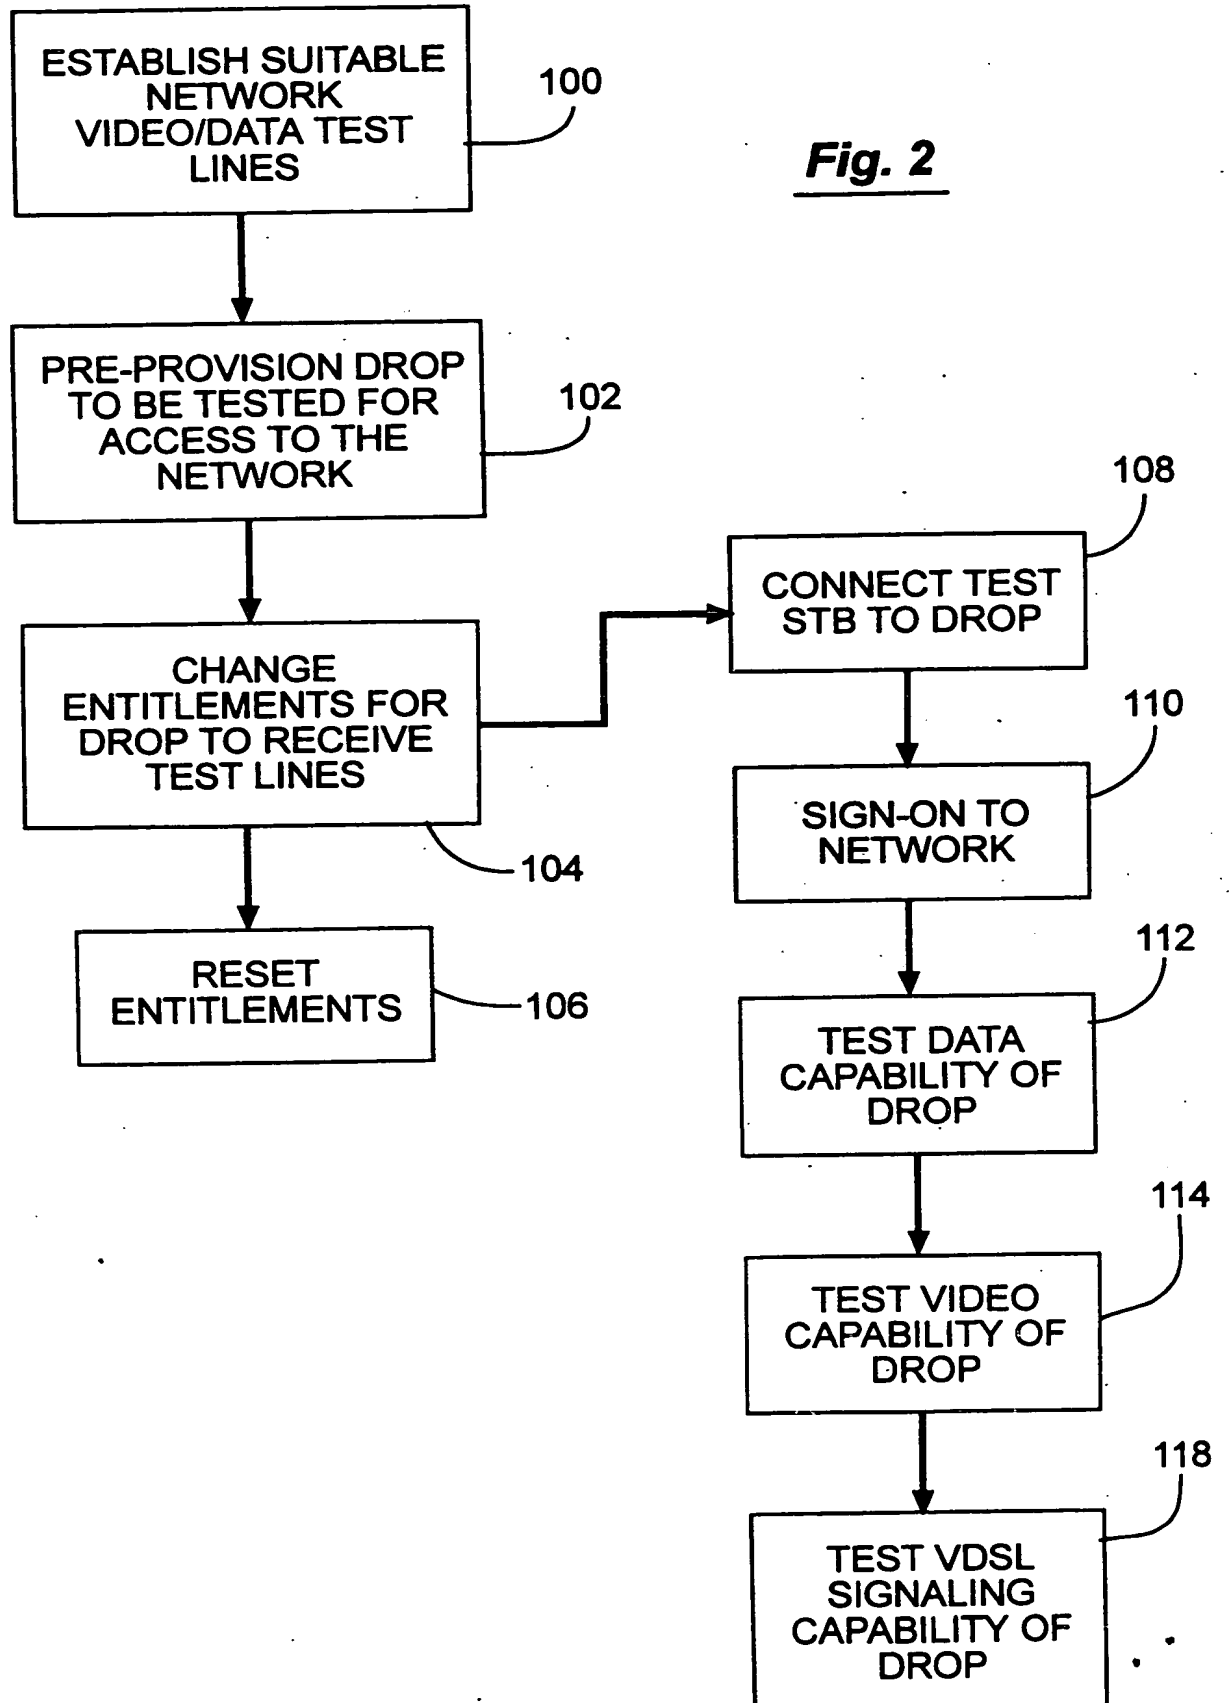 ESTABLISH SUITABLE
NETWORK
VIDEO/DATA TEST
LINES
100
Fig. 2
PRE-PROVISION DROP
TO BE TESTED FOR
ACCESS TO THE
NETWORK
102
CHANGE
ENTITLEMENTS FOR
DROP TO RECEIVE
TEST LINES
104
RESET
ENTITLEMENTS
106
108
CONNECT TEST
STB TO DROP
110
SIGN-ON TO
NETWORK
112
TEST DATA
CAPABILITY OF
DROP
114
TEST VIDEO
CAPABILITY OF
DROP
118
TEST VDSL
SIGNALING
CAPABILITY OF
DROP